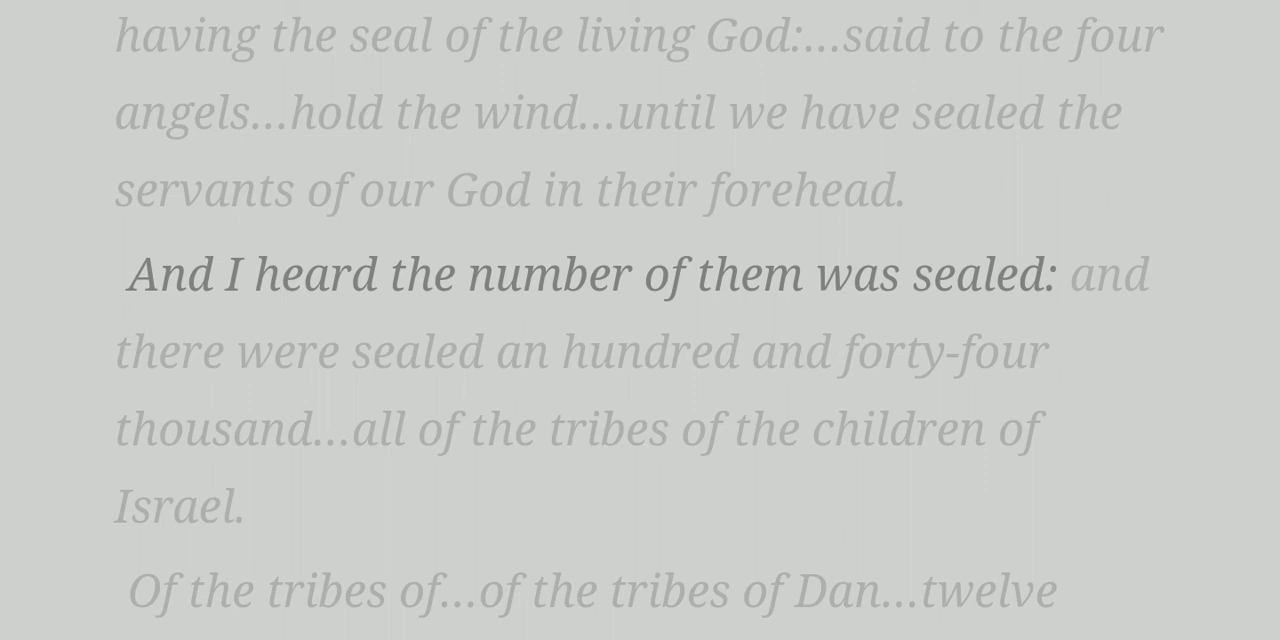 having the seal of the living God:...said to the four
angels...hold the wind...until we have sealed the
servants of our God in their forehead.
And I heard the number of them was sealed: and
there were sealed an hundred and forty-four
thousand...all of the tribes of the children of
Israel.
Of the tribes of...of the tribes of Dan...twelve